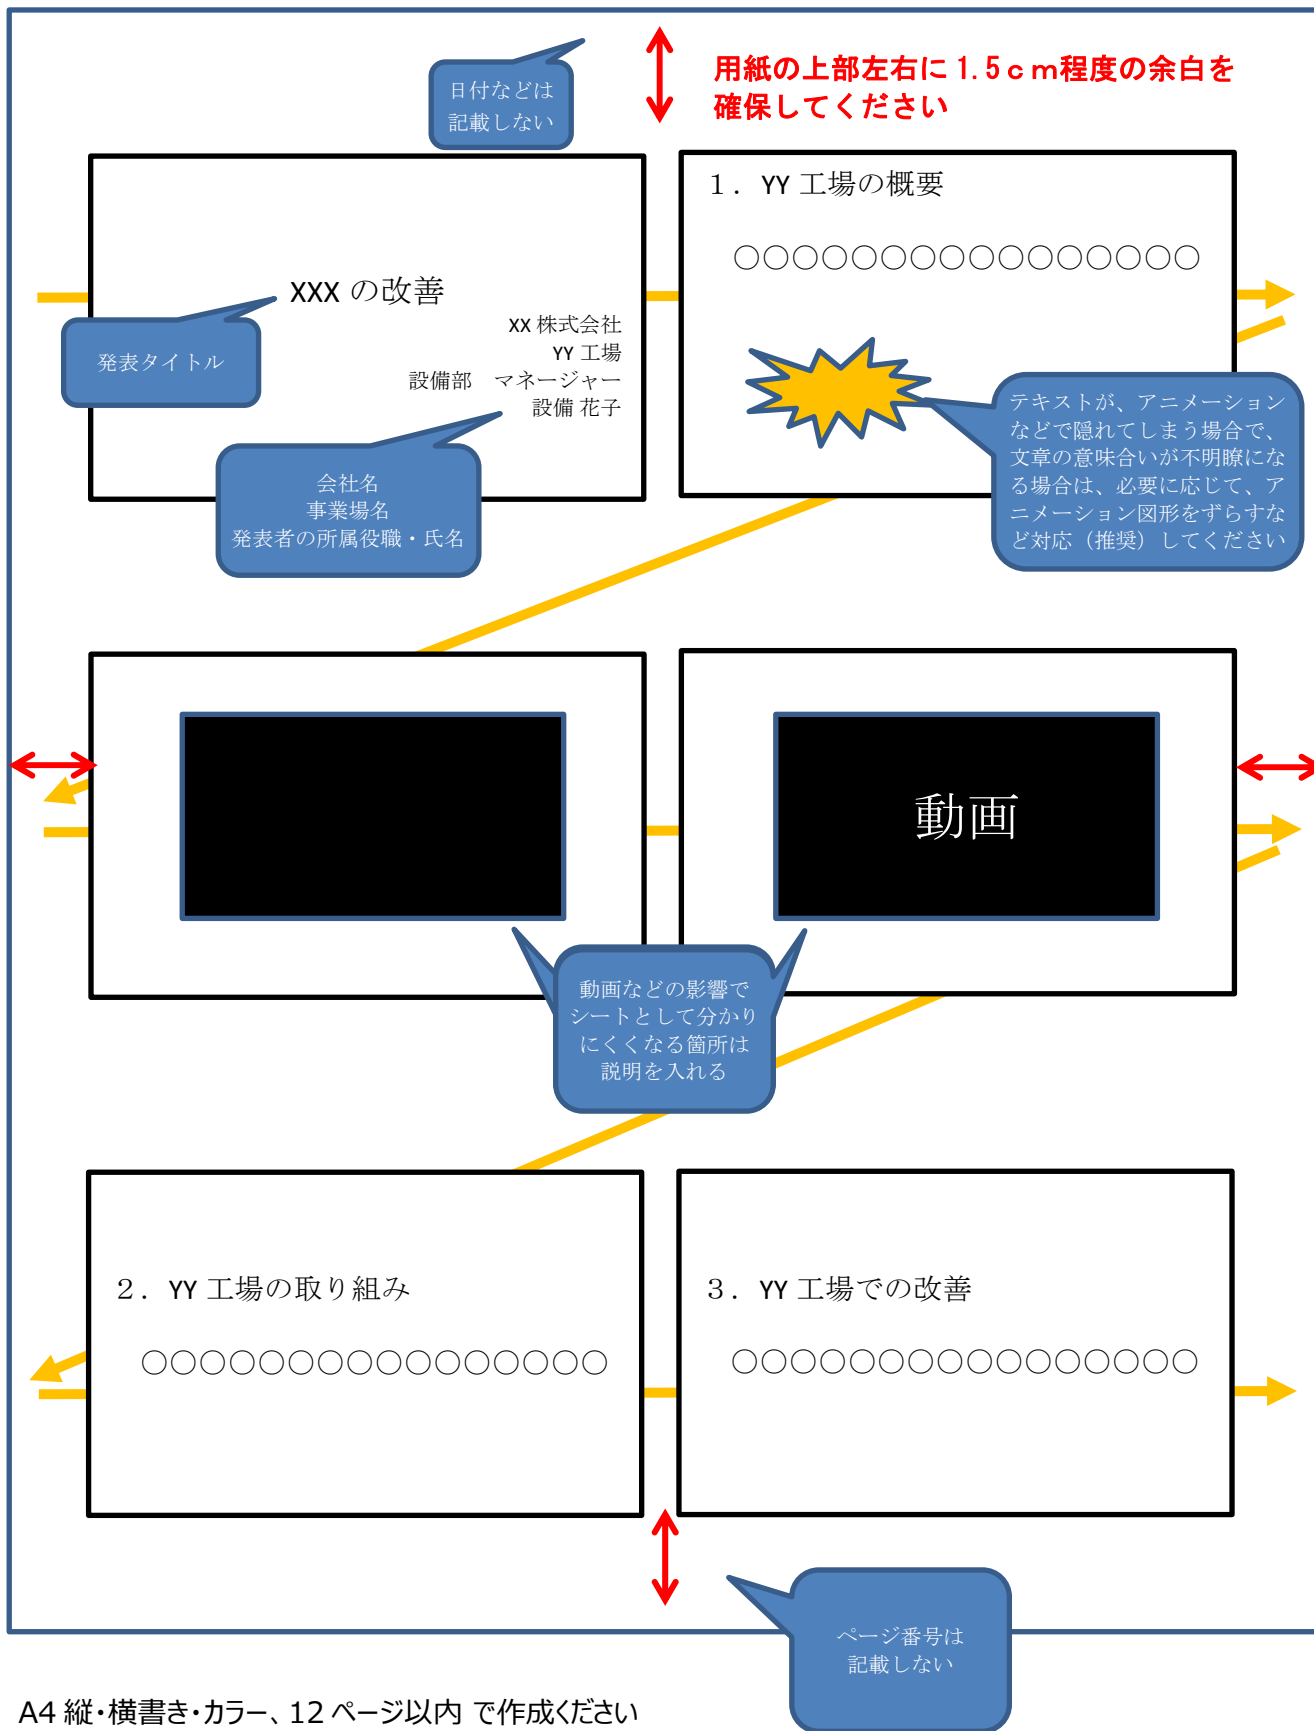 日付などは
記載しない
用紙の上部左右に 1.5ｃｍ程度の余白を
確保してください
XXX の改善
発表タイトル
XX 株式会社
YY 工場
設備部　マネージャー
設備 花子
会社名
事業場名
発表者の所属役職・氏名
１．YY 工場の概要
○○○○○○○○○○○○○○○○
テキストが、アニメーション
などで隠れてしまう場合で、
文章の意味合いが不明瞭にな
る場合は、必要に応じて、ア
ニメーション図形をずらすな
ど対応（推奨）してください
動画
動画などの影響で
シートとして分かり
にくくなる箇所は
説明を入れる
２．YY 工場の取り組み
○○○○○○○○○○○○○○○○
３．YY 工場での改善
○○○○○○○○○○○○○○○○
ページ番号は
記載しない
A4 縦・横書き・カラー、12 ページ以内 で作成ください